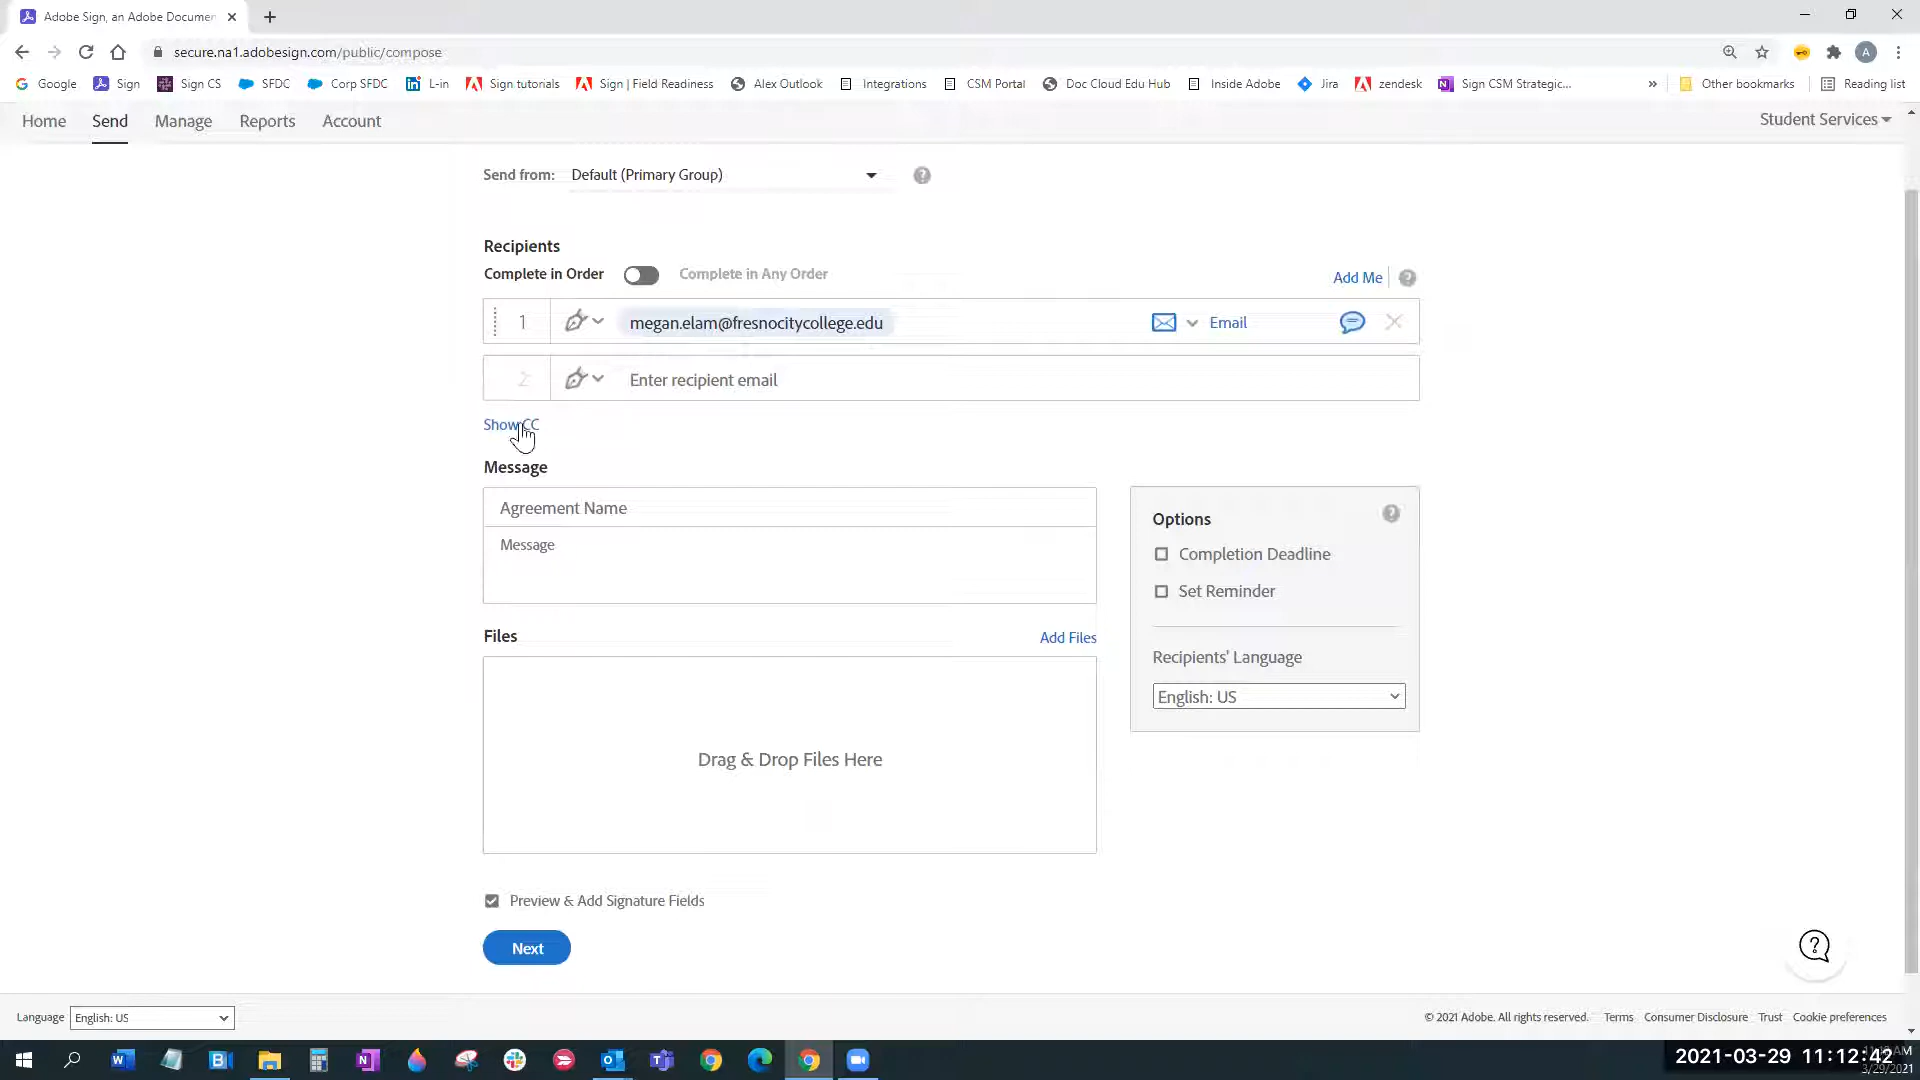 Adobe Sign, an Adobe Documen
secure.na1.adobesign.com/public/compose
A
Google Sign Sign CS SFDC Corp SFDC L-in Sign tutorials Sign | Field Readiness Alex Outlook Integrations CSM Portal Doc Cloud Edu Hub Inside Adobe Jira zendesk Sign CSM Strategic... » Other bookmarks Reading list
Home Send Manage Reports Account Student Services
Send from: Default (Primary Group) ?
Recipients
Complete in Order Complete in Any Order Add Me ?
1 megan.elam@fresnocitycollege.edu Email
2 Enter recipient email
Show CC
Message
Agreement Name
Message
Options ?
Completion Deadline
Set Reminder
Recipients' Language
English: US
Files Add Files
Drag & Drop Files Here
Preview & Add Signature Fields
Next
?
Language English: US © 2021 Adobe. All rights reserved. Terms Consumer Disclosure Trust Cookie preferences
2021-03-29 11:12:42
3/29/2021